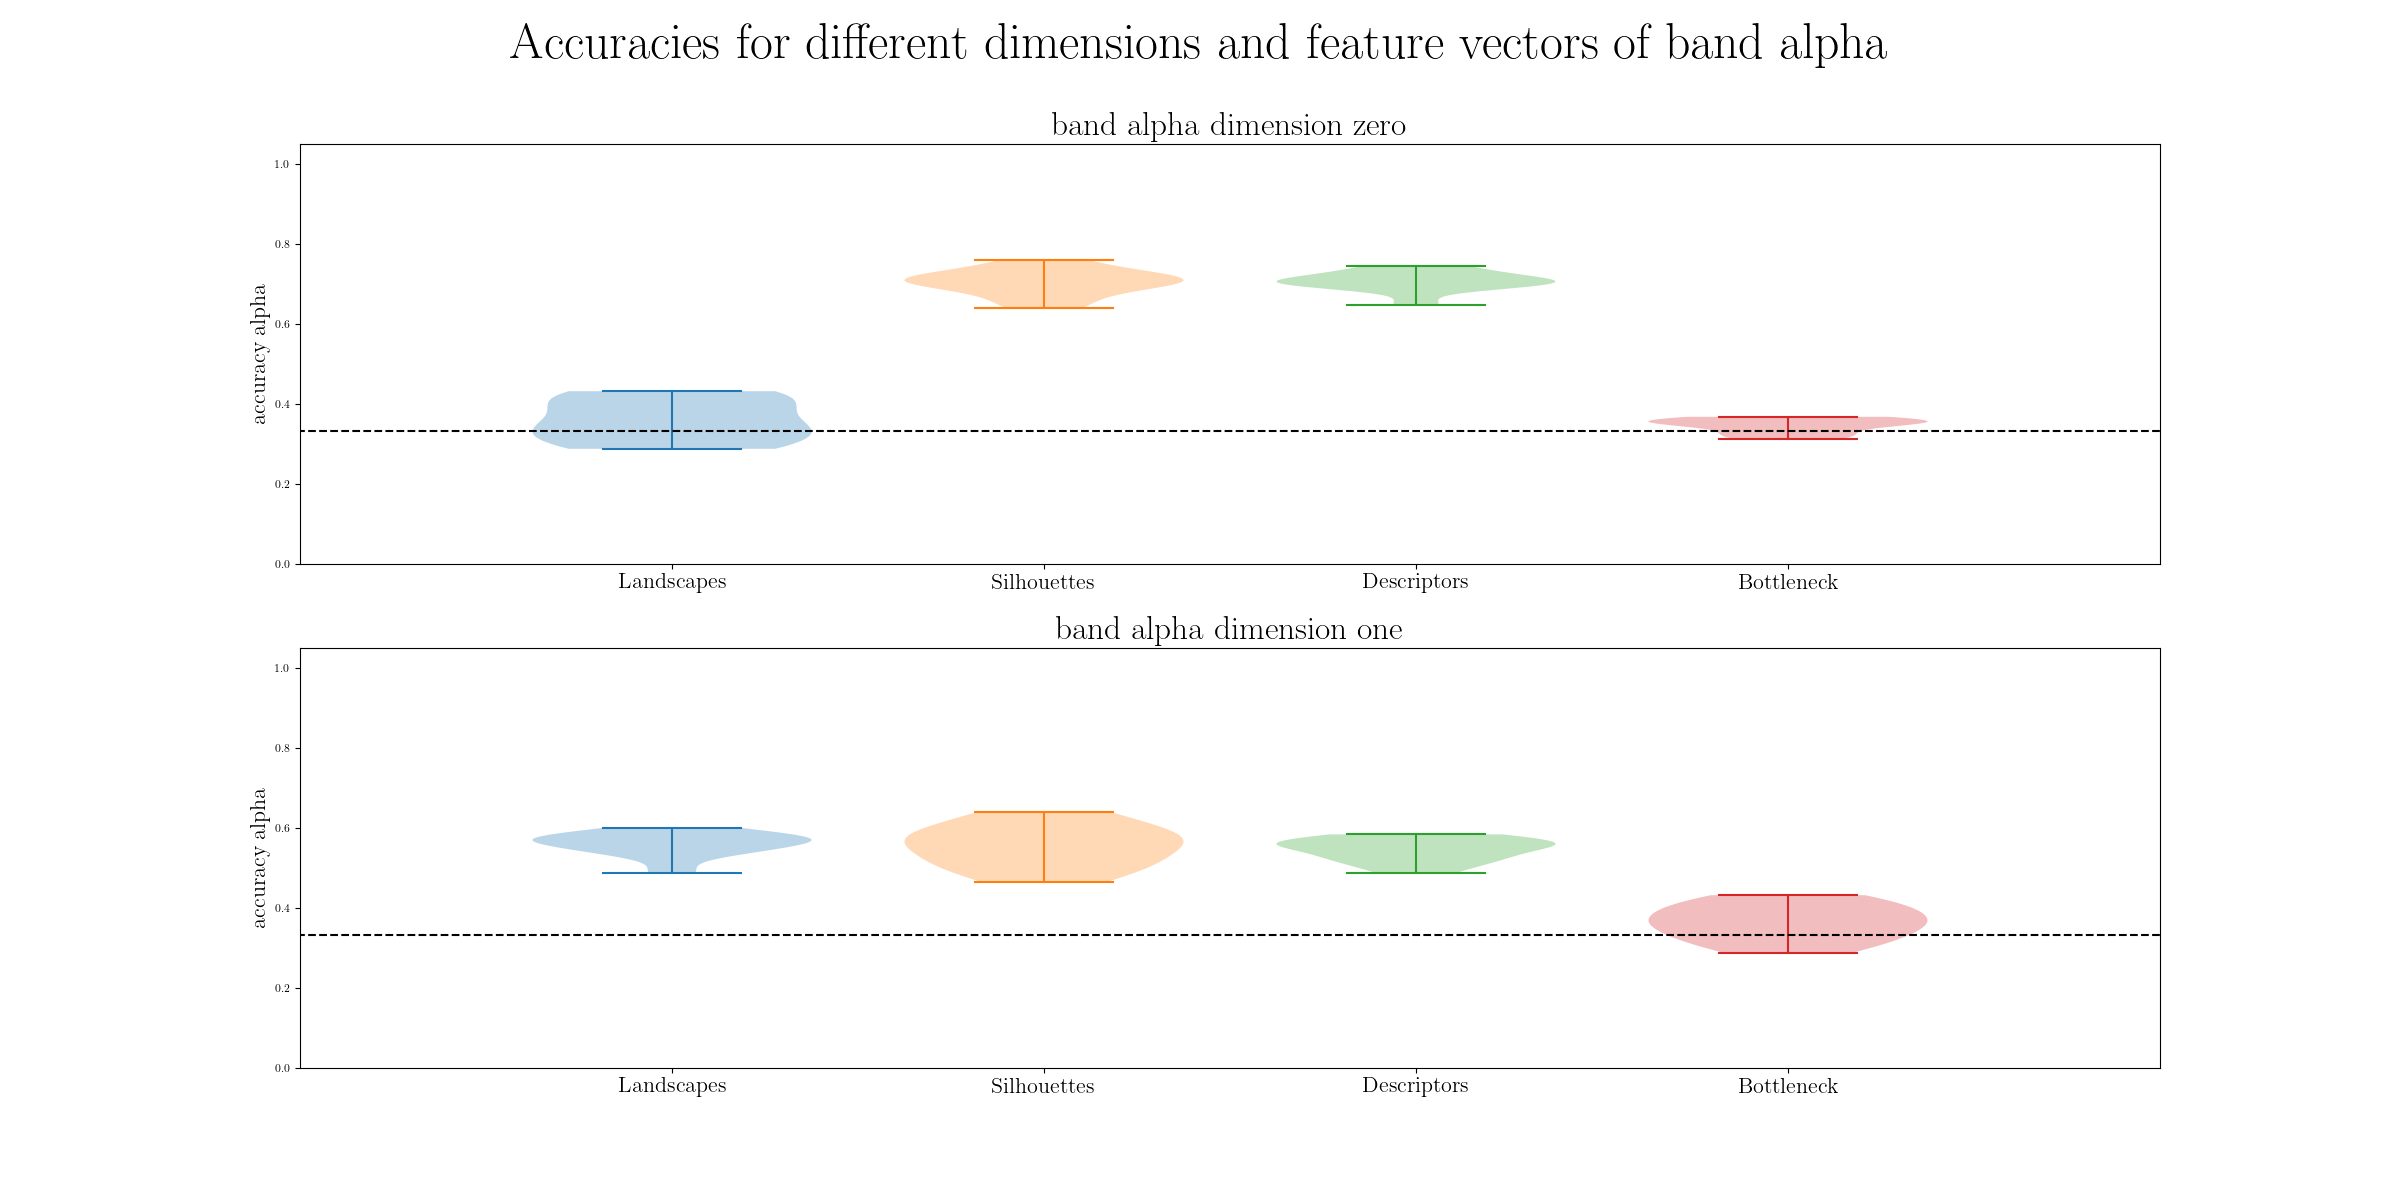 Accuracies for different dimensions and feature vectors of band alpha
band alpha dimension zero
1.0
0.8
0.6
0.4
0.2
0.0
accuracy alpha
Landscapes Silhouettes Descriptors Bottleneck
band alpha dimension one
1.0
0.8
0.6
0.4
0.2
0.0
accuracy alpha
Landscapes Silhouettes Descriptors Bottleneck